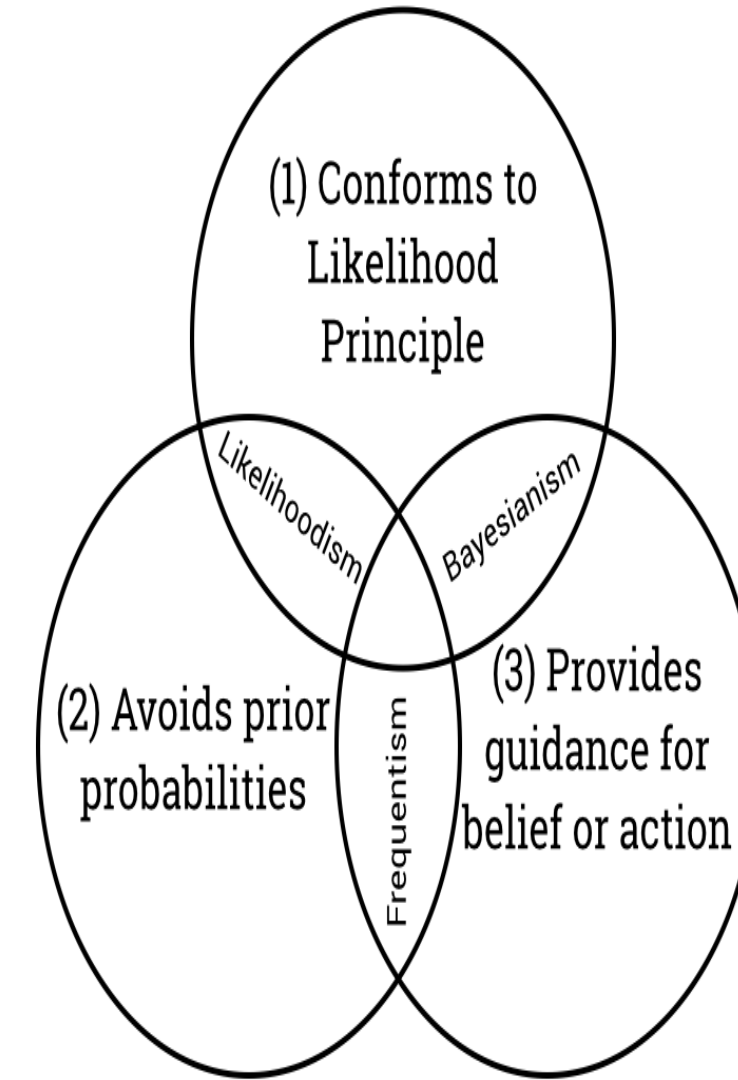 (1) Conforms to
Likelihood
Principle
Likelihoodism
Bayesianism
(2) Avoids prior
probabilities
Frequentism
(3) Provides
guidance for
belief or action